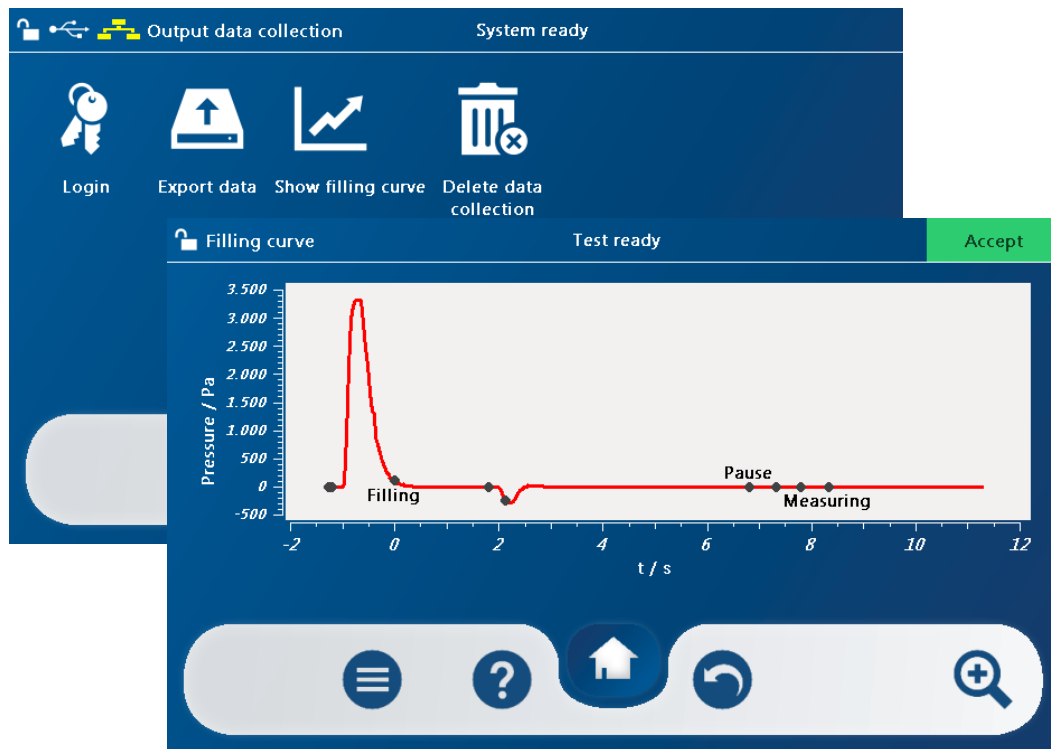 Output data collection
System ready
Login
Export data
Show filling curve
Delete data
collection
Filling curve
Test ready
Accept
3.500
3.000
2.500
2.000
1.500
1.000
500
0
-500
Pressure / Pa
Filling
Pause
Measuring
-2
0
2
4
6
8
10
12
t / s
?